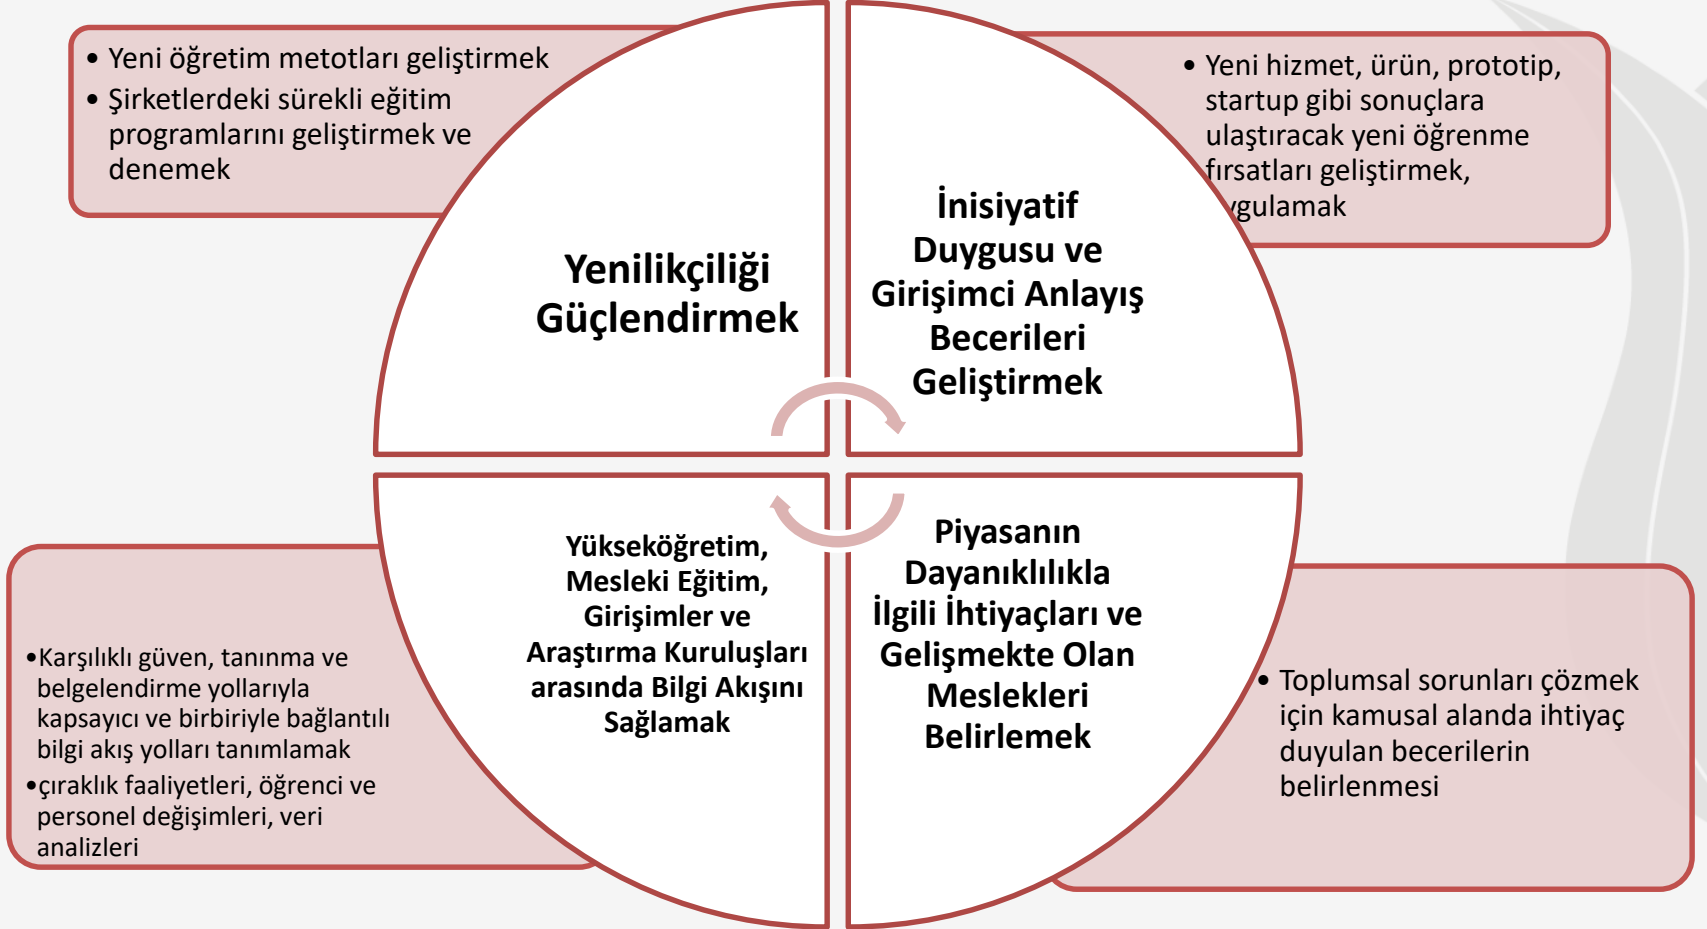 • Yeni öğretim metotları geliştirmek
• Şirketlerdeki sürekli eğitim
programlarını geliştirmek ve
denemek
Yenilikçiliği
Güçlendirmek
• Yeni hizmet, ürün, prototip,
startup gibi sonuçlara
ulaştıracak yeni öğrenme
fırsatları geliştirmek,
uygulamak
İnisiyatif
Duygusu ve
Girişimci Anlayış
Becerileri
Geliştirmek
•Karşılıklı güven, tanınma ve
belgelendirme yollarıyla
kapsayıcı ve birbiriyle bağlantılı
bilgi akış yolları tanımlamak
•çıraklık faaliyetleri, öğrenci ve
personel değişimleri, veri
analizleri
Yükseköğretim,
Mesleki Eğitim,
Girişimler ve
Araştırma Kuruluşları
arasında Bilgi Akışını
Sağlamak
Piyasanın
Dayanıklılıkla
İlgili İhtiyaçları ve
Gelişmekte Olan
Meslekleri
Belirlemek
• Toplumsal sorunları çözmek
için kamusal alanda ihtiyaç
duyulan becerilerin
belirlenmesi